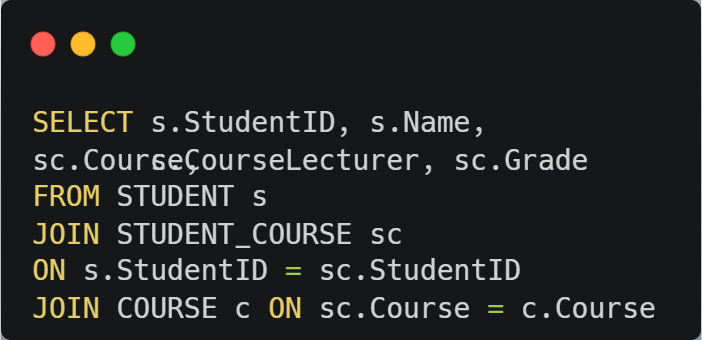 SELECT s.StudentID, s.Name,
sc.Course, c.CourseLecturer, sc.Grade
FROM STUDENT s
JOIN STUDENT_COURSE sc
ON s.StudentID = sc.StudentID
JOIN COURSE c ON sc.Course = c.Course